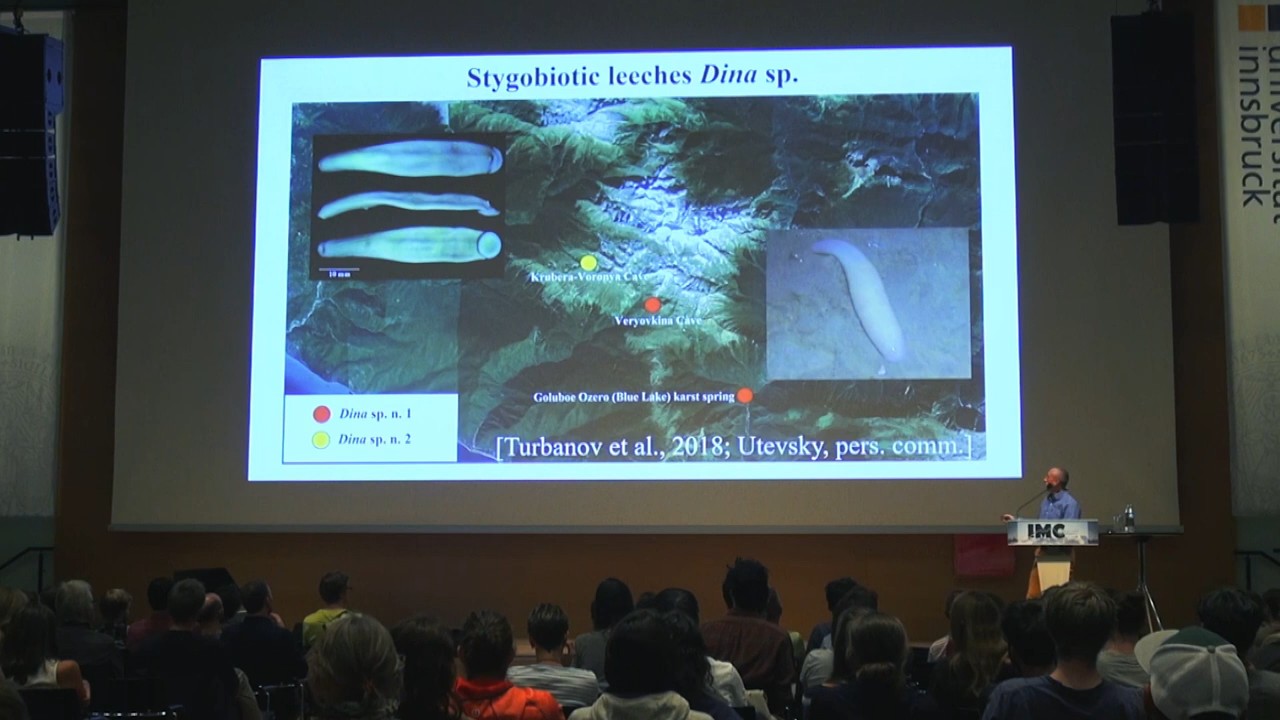 Stygobiotic leeches Dina sp.
10 mm
Krubera-Voronya Cave
Veryovkina Cave
Goluboe Ozero (Blue Lake) karst spring
Dina sp. n. 1
Dina sp. n. 2
[Turbanov et al., 2018; Utevsky, pers. comm.]
IMC
universität
innsbruck